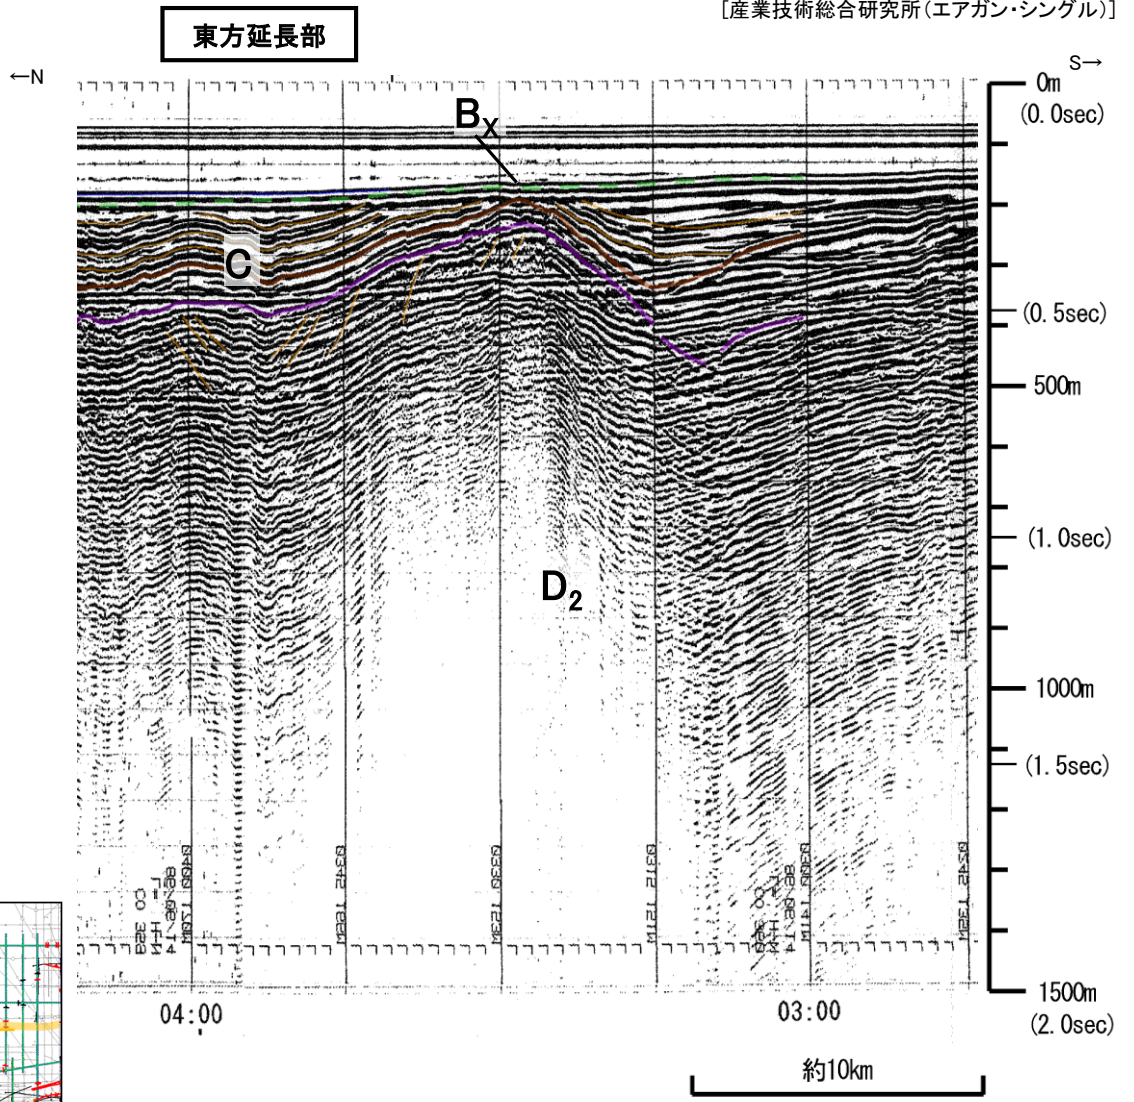 [産業技術総合研究所（エアガン・シングル）]
東方延長部
←N
S→
0m
(0.0sec)
BX
C
(0.5sec)
500m
(1.0sec)
D2
1000m
(1.5sec)
04:00
03:00
1500m
(2.0sec)
約10km